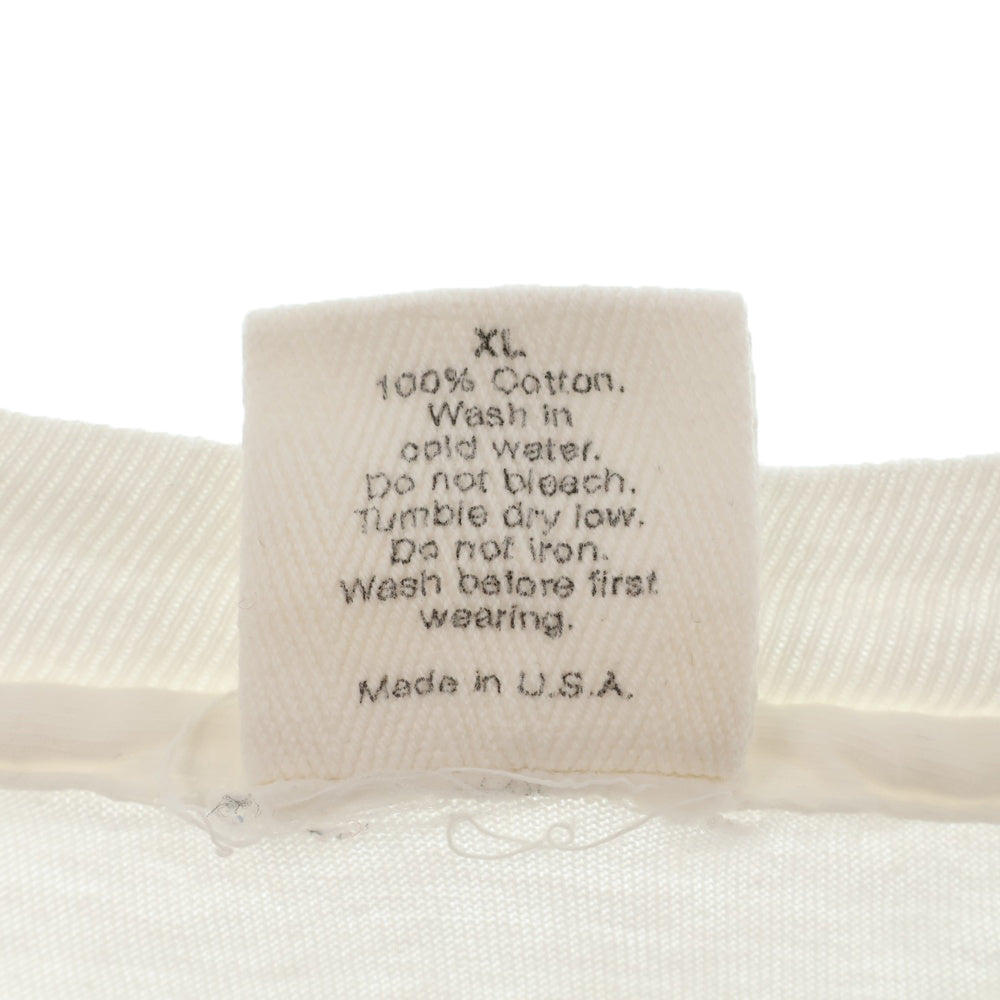 XL
100% Cotton.
Wash in
cold water.
Do not bleach.
Tumble dry low.
Do not iron.
Wash before first
wearing.
Made in U.S.A.